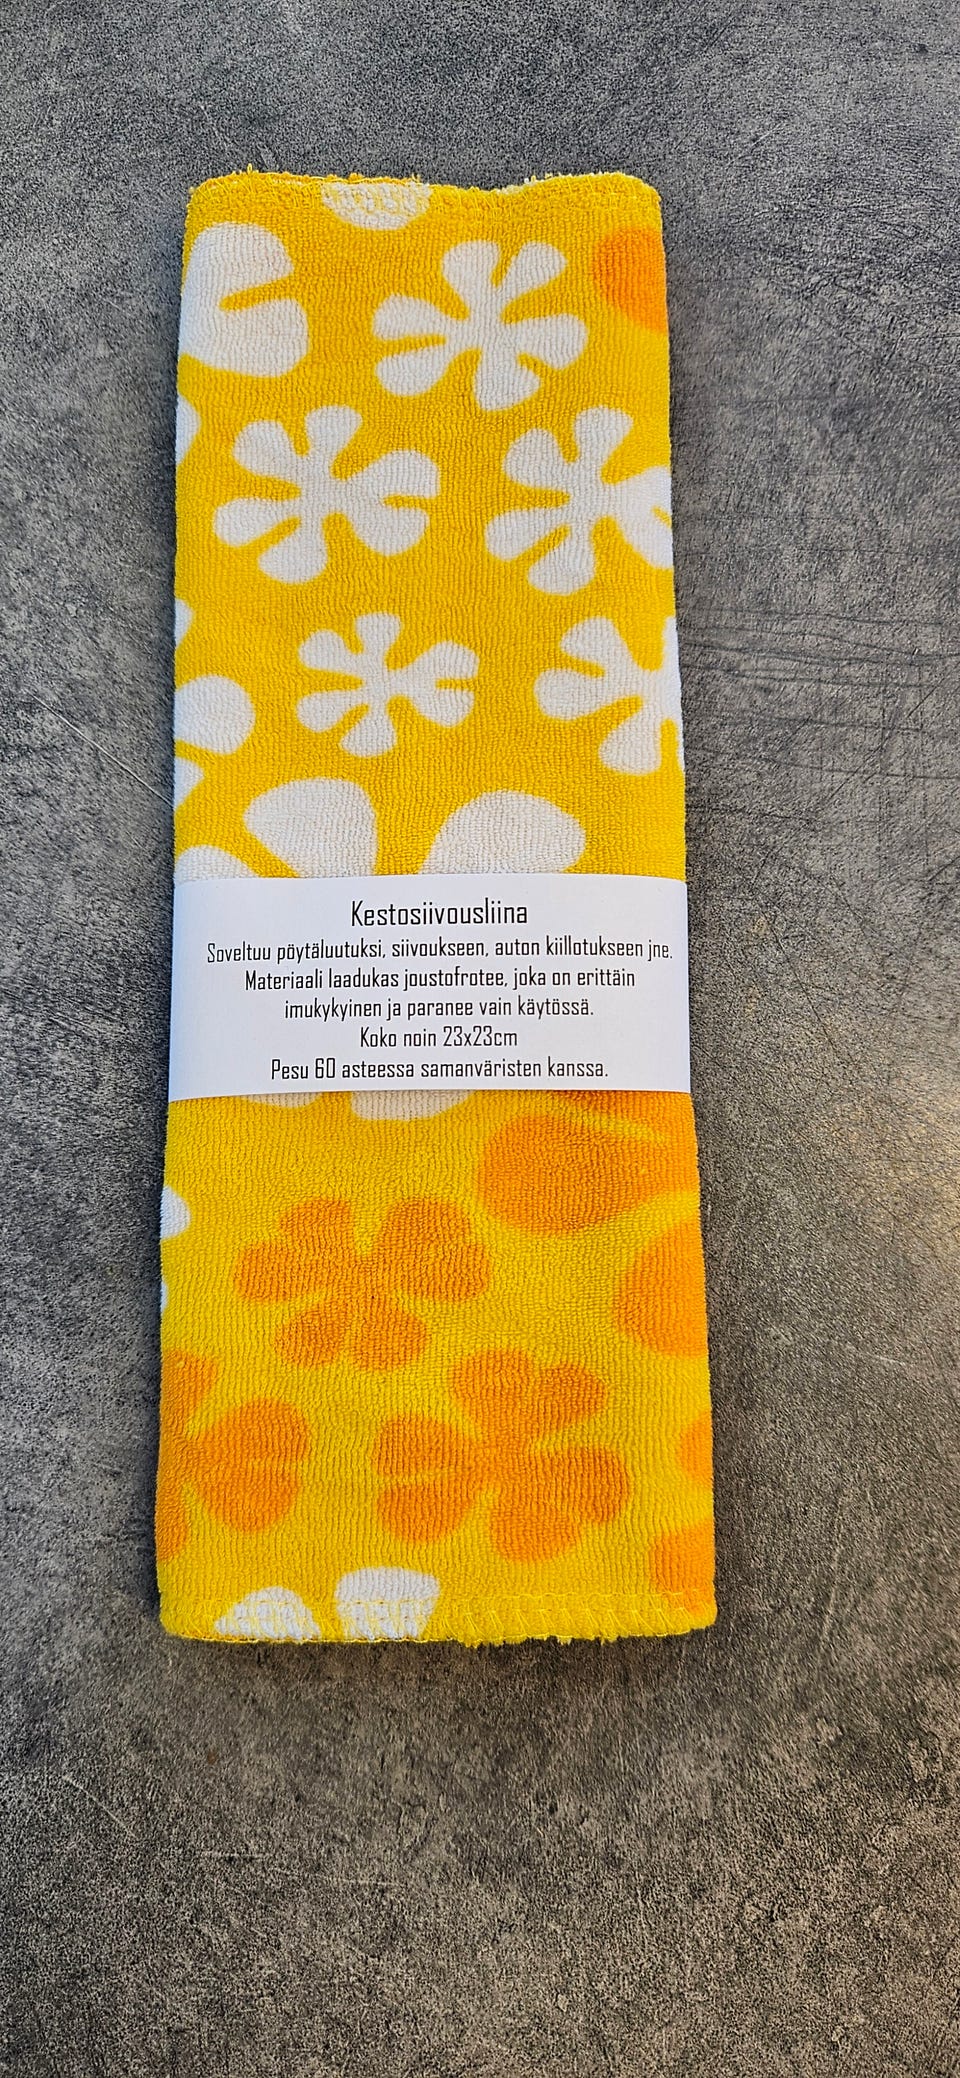 Kestosiivousliina
Soveltuu pöytäluutuksi, siivoukseen, auton kiillotukseen jne.
Materiaali laadukas joustofrotee, joka on erittäin
imukykyinen ja paranee vain käytössä.
Koko noin 23x23cm
Pesu 60 asteessa samanväristen kanssa.